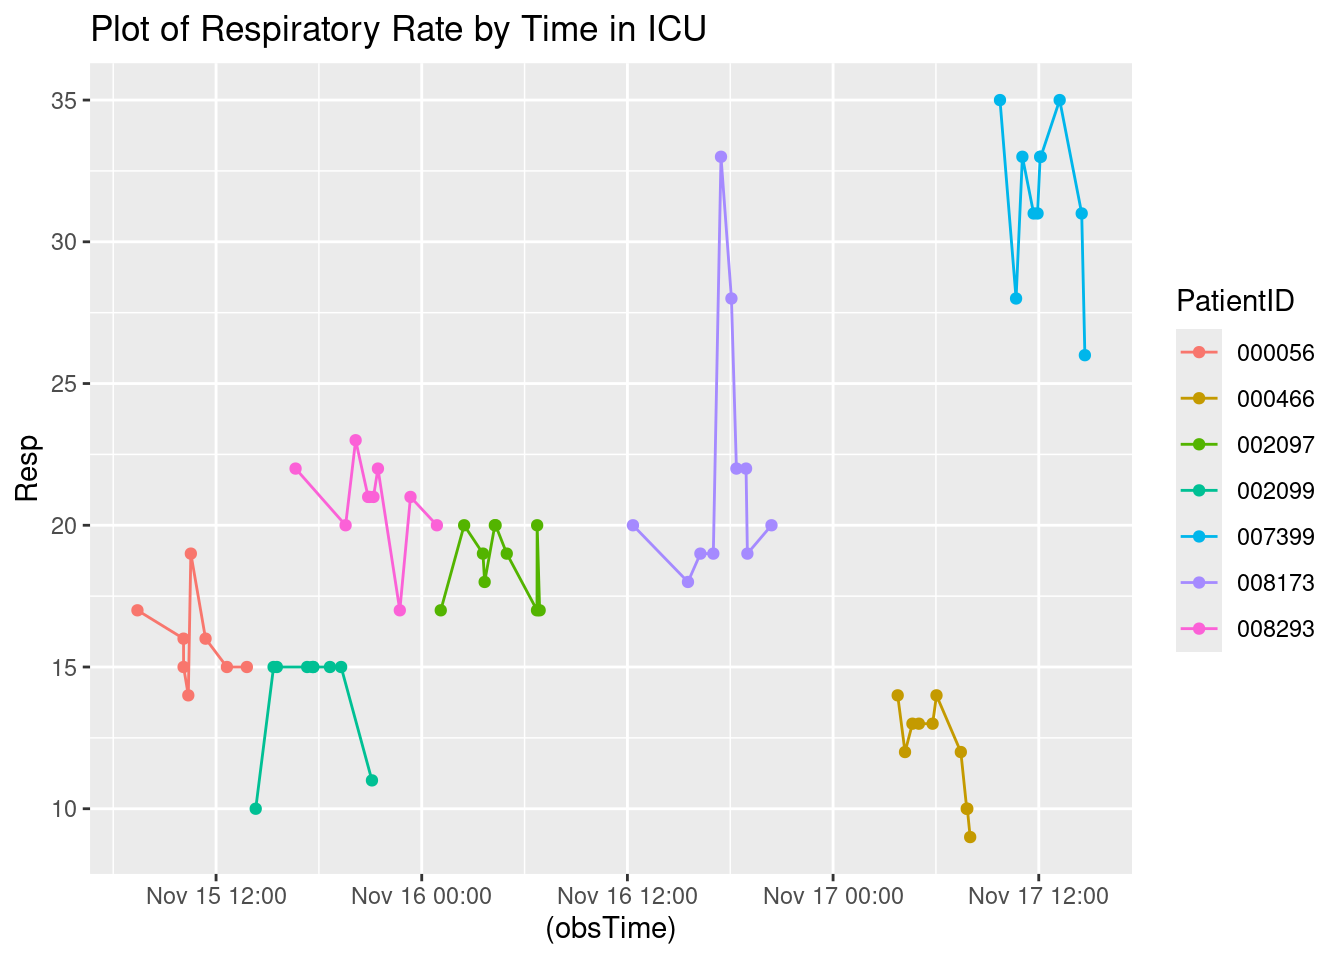 Plot of Respiratory Rate by Time in ICU
35
30
25
20
15
10
Resp
Nov 15 12:00
Nov 16 00:00
Nov 16 12:00
Nov 17 00:00
Nov 17 12:00
(obsTime)
PatientID
000056
000466
002097
002099
007399
008173
008293